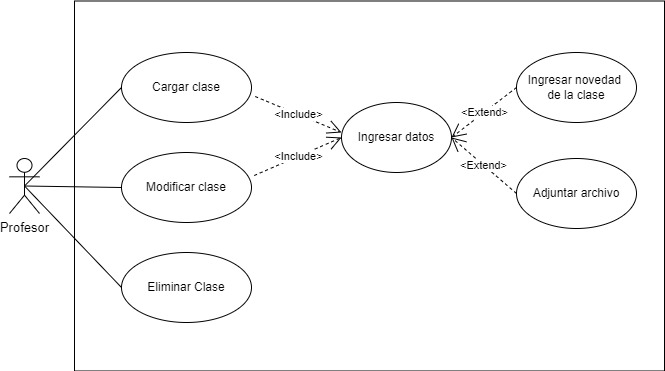 Cargar clase
<Include>
Modificar clase
<Include>
Eliminar Clase
Profesor
Ingresar datos
Ingresar novedad
de la clase
<Extend>
<Extend>
Adjuntar archivo